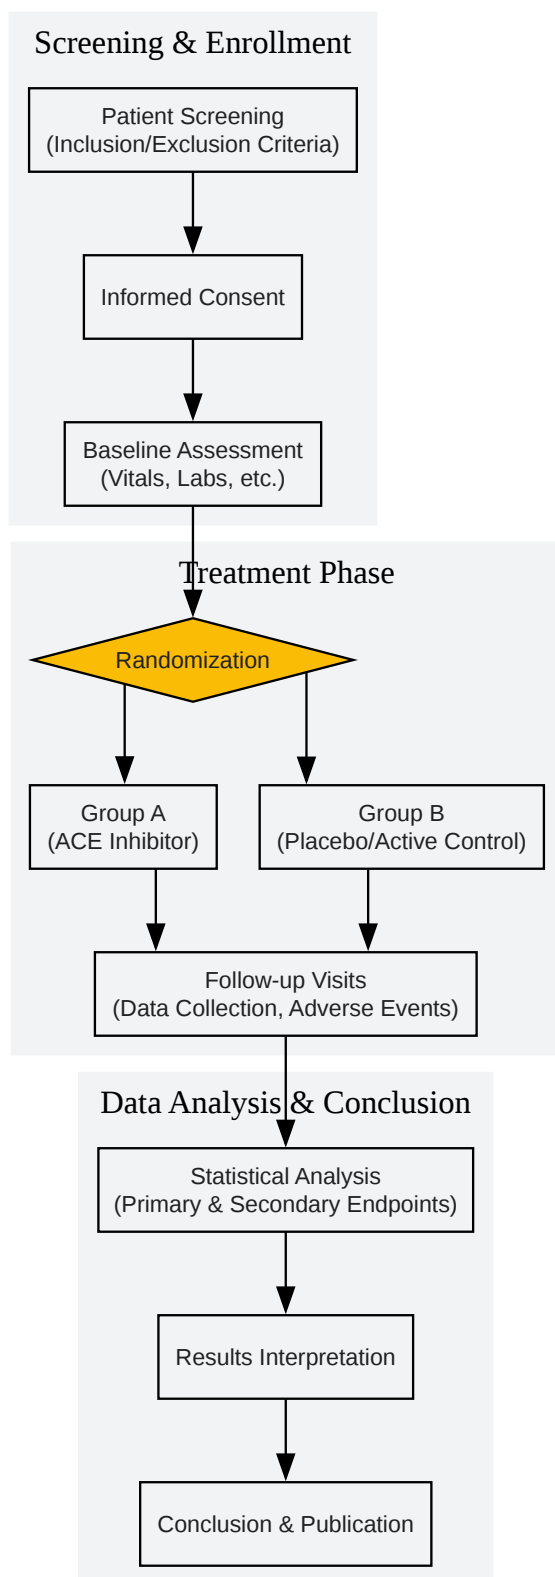 Screening & Enrollment
Patient Screening
(Inclusion/Exclusion Criteria)
Informed Consent
Baseline Assessment
(Vitals, Labs, etc.)
Treatment Phase
Randomization
Group A
(ACE Inhibitor)
Group B
(Placebo/Active Control)
Follow-up Visits
(Data Collection, Adverse Events)
Data Analysis & Conclusion
Statistical Analysis
(Primary & Secondary Endpoints)
Results Interpretation
Conclusion & Publication